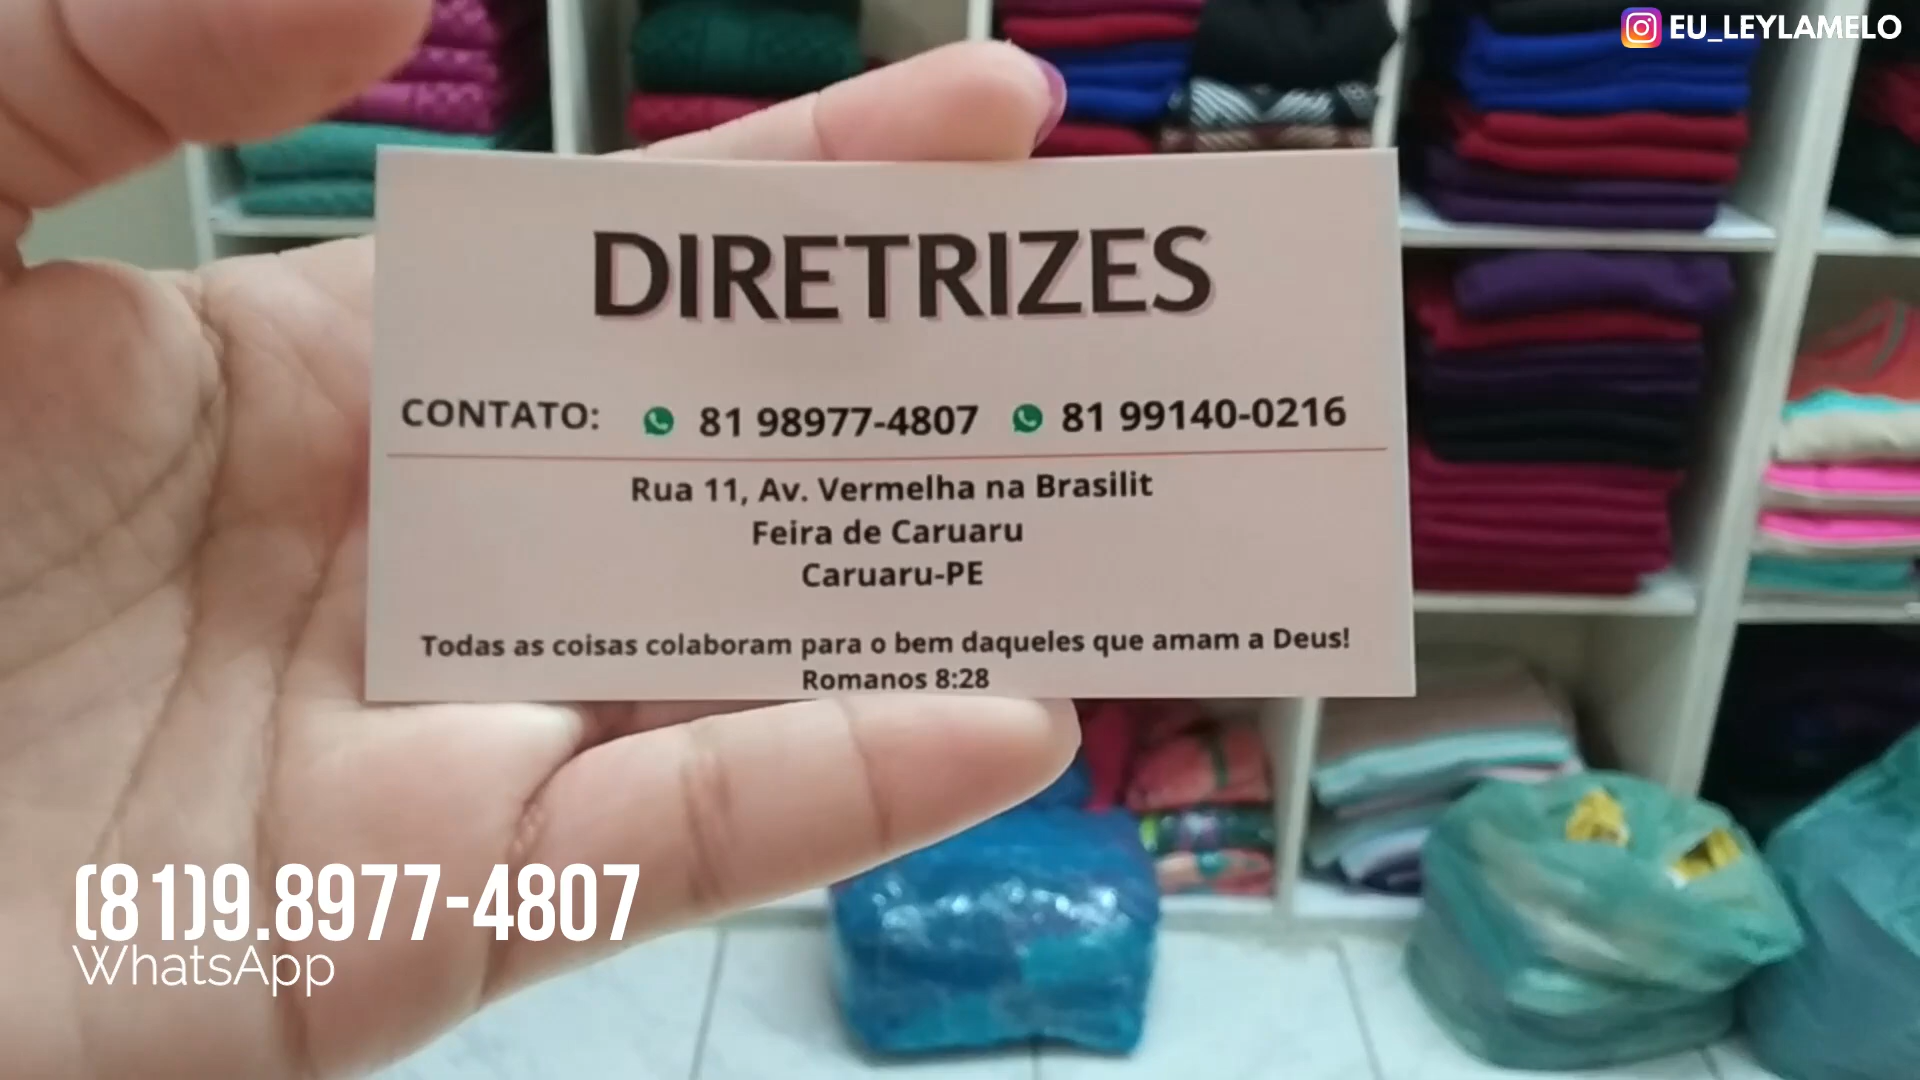 EU_LEYLAMELO
DIRETRIZES
CONTATO: 81 98977-4807 81 99140-0216
Rua 11, Av. Vermelha na Brasilit
Feira de Caruaru
Caruaru-PE
Todas as coisas colaboram para o bem daqueles que amam a Deus!
Romanos 8:28
(81)9.8977-4807
WhatsApp